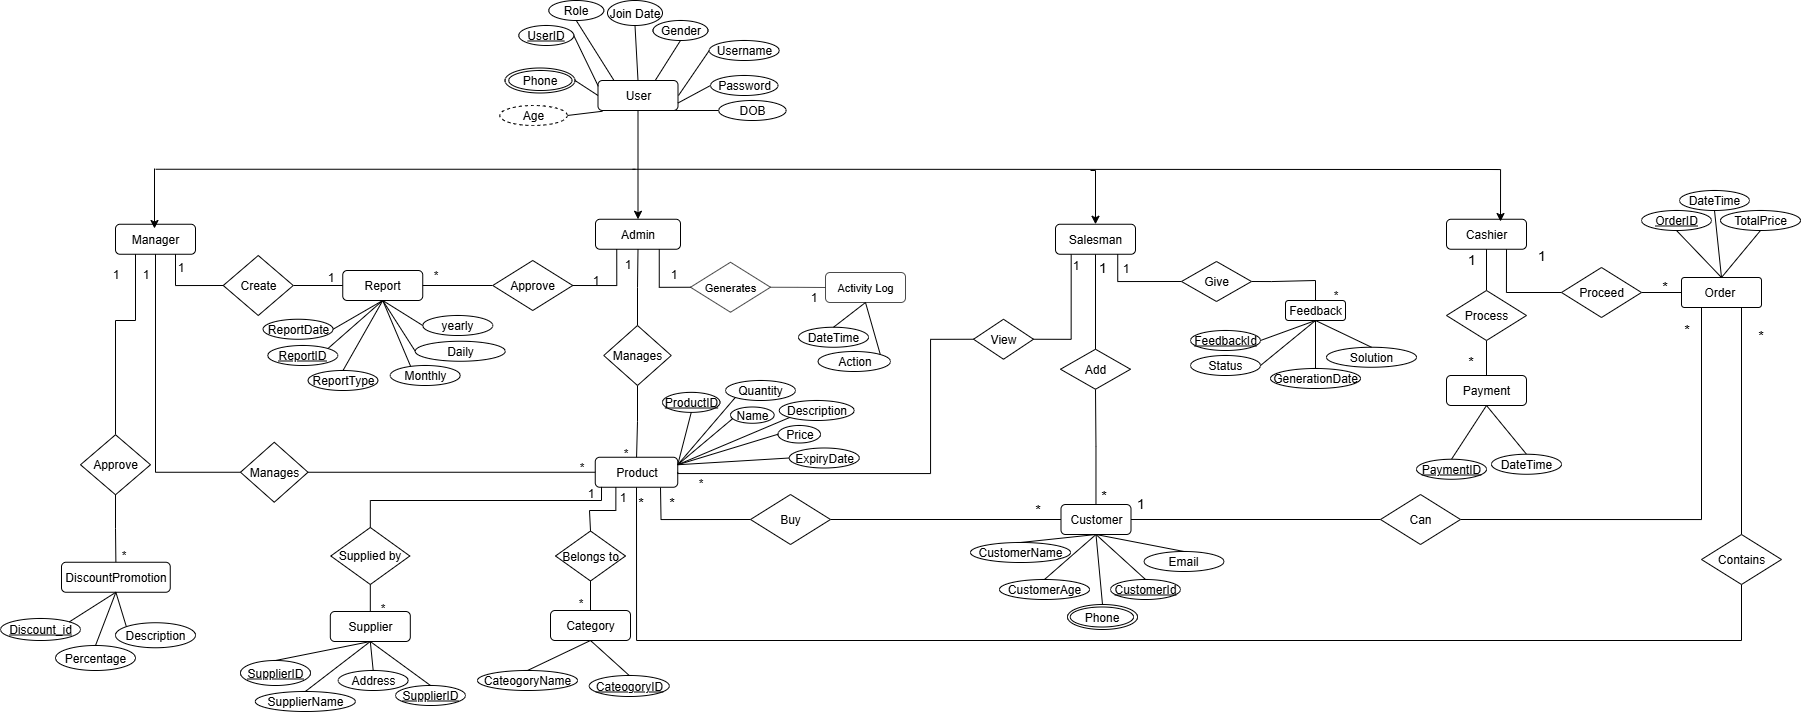 Role
Join Date
UserID
Gender
Username
Phone
Password
User
Age
DOB
Manager
Admin
Salesman
Cashier
DateTime
OrderID
TotalPrice
1
1
1
Create
1
Report
*
Approve
1
1
1
Generates
1
Activity Log
1
1
1
Give
*
Feedback
1
1
Proceed
*
Order
ReportDate
yearly
ReportID
Daily
ReportType
Monthly
DateTime
Action
Manages
View
Add
FeedbackId
Status
GenerationDate
Solution
Process
*
Payment
*
*
ProductID
Quantity
Name
Description
Price
ExpiryDate
PaymentID
DateTime
Approve
Manages
*
*
Product
*
1
1
*
*
Buy
*
*
Customer
1
Can
*
DiscountPromotion
Discount_id
Description
Percentage
Supplied by
*
Supplier
Belongs to
*
Category
CustomerName
Email
CustomerAge
CustomerId
Phone
Contains
SupplierID
Address
SupplierName
SupplierID
CateogoryName
CateogoryID